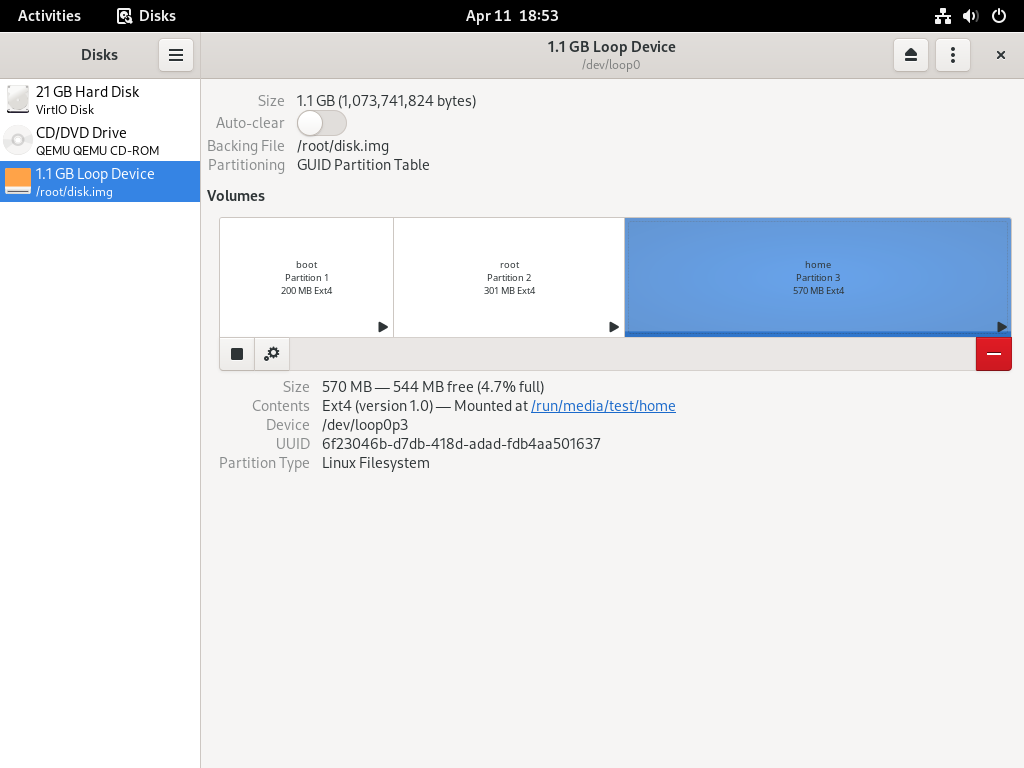 Activities Disks Apr 11 18:53
Disks
1.1 GB Loop Device
/dev/loop0
21 GB Hard Disk
VirtIO Disk
CD/DVD Drive
QEMU QEMU CD-ROM
1.1 GB Loop Device
/root/disk.img
Size 1.1 GB (1,073,741,824 bytes)
Auto-clear
Backing File /root/disk.img
Partitioning GUID Partition Table
Volumes
boot
Partition 1
200 MB Ext4
root
Partition 2
301 MB Ext4
home
Partition 3
570 MB Ext4
Size 570 MB — 544 MB free (4.7% full)
Contents Ext4 (version 1.0) — Mounted at /run/media/test/home
Device /dev/loop0p3
UUID 6f23046b-d7db-418d-adad-fdb4aa501637
Partition Type Linux Filesystem